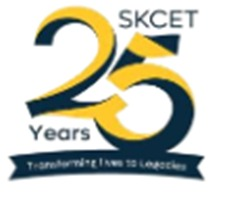 SKCET
25
Years
Transforming lives to Legacies